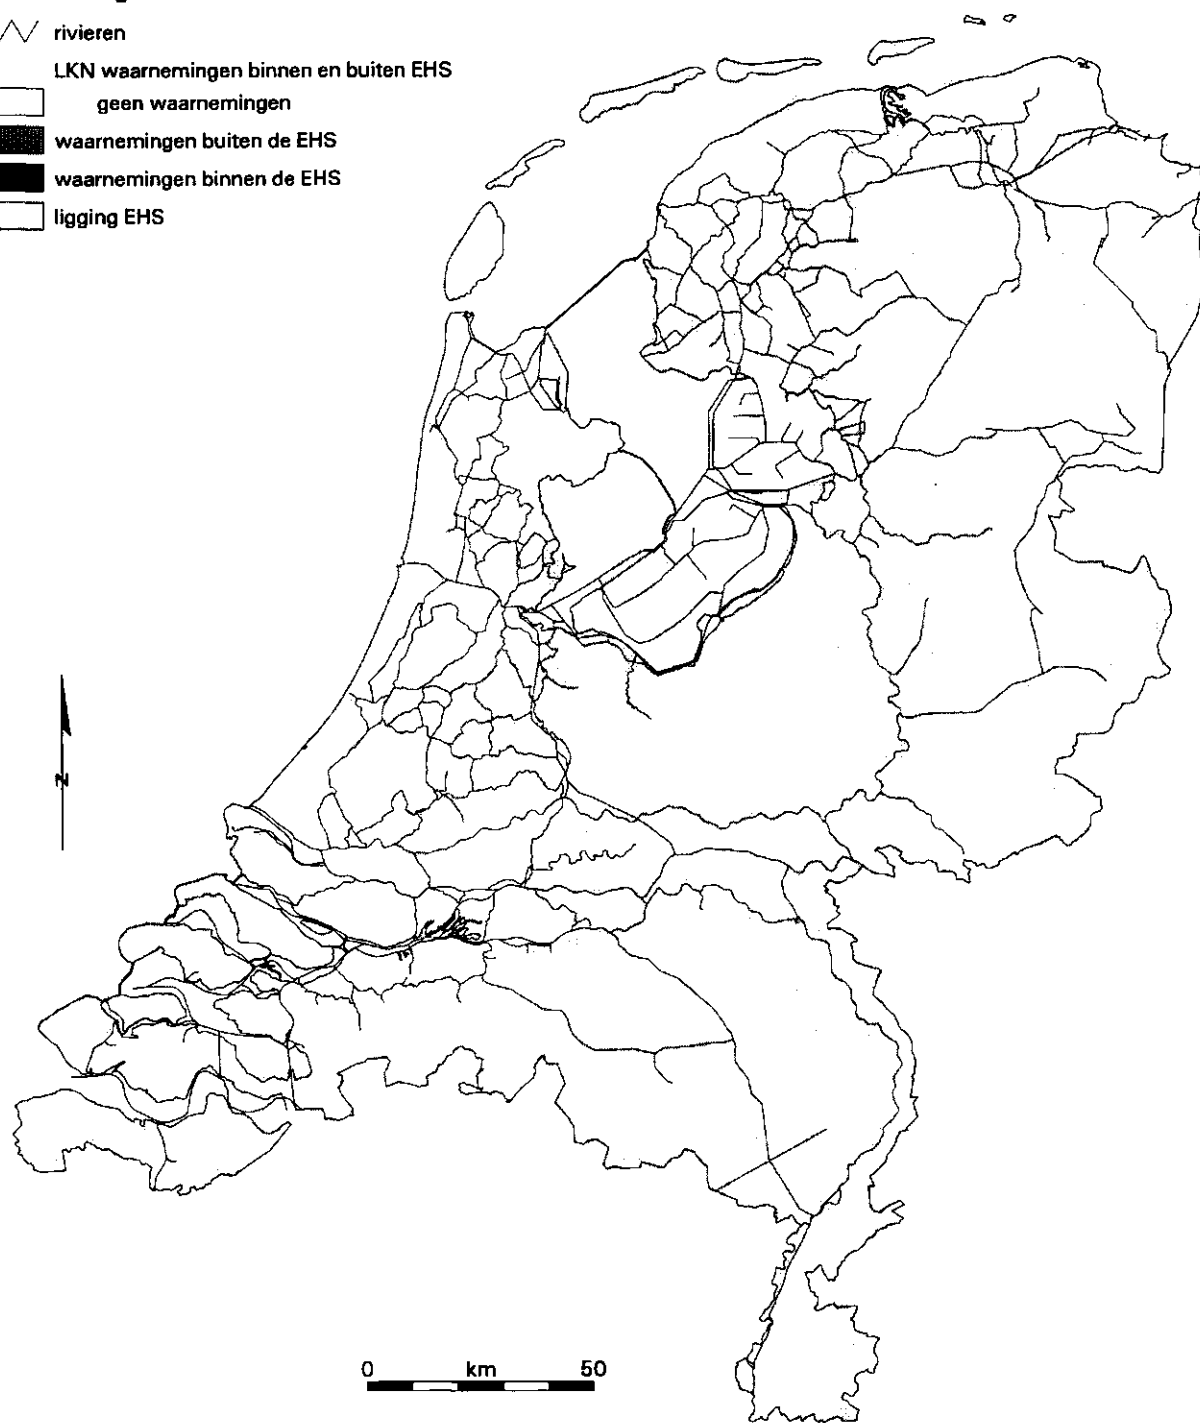 rivieren
LKN waarnemingen binnen en buiten EHS
geen waarnemingen
waarnemingen buiten de EHS
waarnemingen binnen de EHS
ligging EHS
N
0 km 50